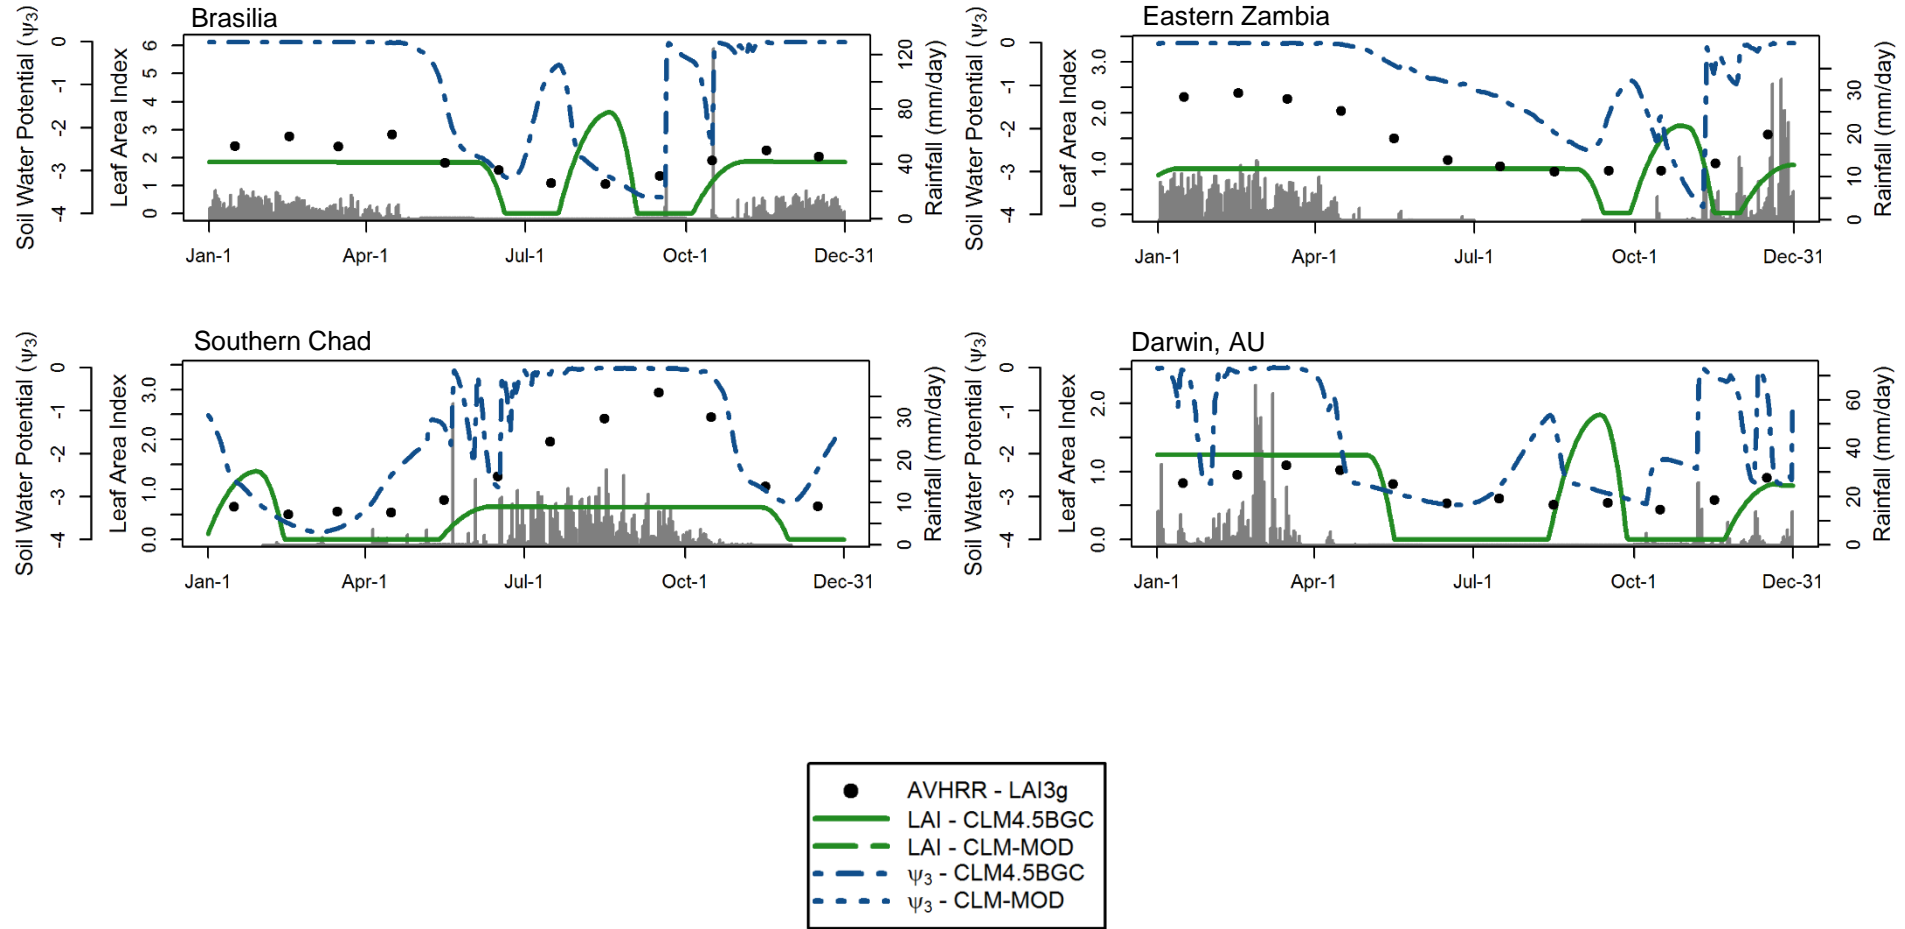 Brasilia
Soil Water Potential (ψ3)
0
-1
-2
-3
-4
Leaf Area Index
6
5
4
3
2
1
0
Rainfall (mm/day)
120
80
40
0
Jan-1 Apr-1 Jul-1 Oct-1 Dec-31
Eastern Zambia
Soil Water Potential (ψ3)
0
-1
-2
-3
-4
Leaf Area Index
3.0
2.0
1.0
0.0
Rainfall (mm/day)
30
20
10
0
Jan-1 Apr-1 Jul-1 Oct-1 Dec-31
Southern Chad
Soil Water Potential (ψ3)
0
-1
-2
-3
-4
Leaf Area Index
3.0
2.0
1.0
0.0
Rainfall (mm/day)
30
20
10
0
Jan-1 Apr-1 Jul-1 Oct-1 Dec-31
Darwin, AU
Soil Water Potential (ψ3)
0
-1
-2
-3
-4
Leaf Area Index
2.0
1.0
0.0
Rainfall (mm/day)
60
40
20
0
Jan-1 Apr-1 Jul-1 Oct-1 Dec-31
AVHRR - LAI3g
LAI - CLM4.5BGC
LAI - CLM-MOD
ψ3 - CLM4.5BGC
ψ3 - CLM-MOD